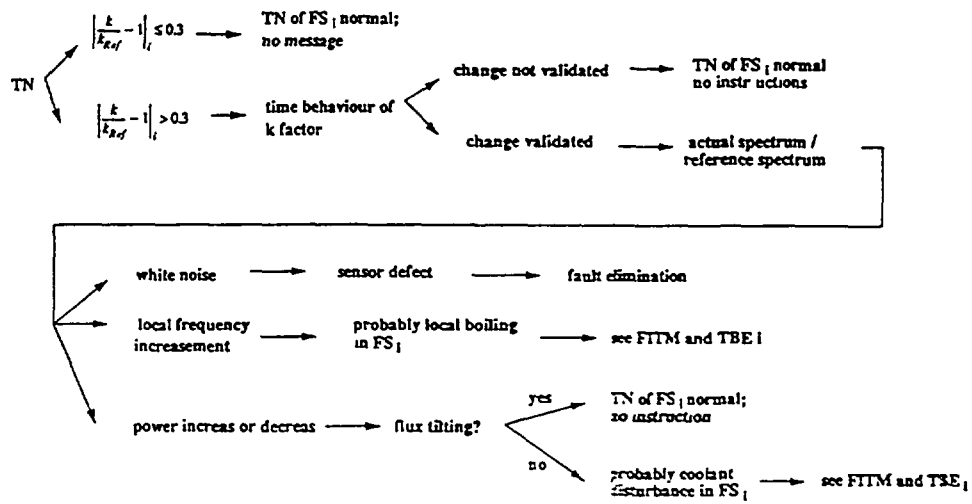 |k/k_Ref - 1|_i ≤ 0.3
TN of FS_i normal;
no message
TN
change not validated
TN of FS_i normal
no instructions
|k/k_Ref - 1|_i > 0.3
time behaviour of
k factor
change validated
actual spectrum /
reference spectrum
white noise
sensor defect
fault elimination
local frequency
increasement
probably local boiling
in FS_i
see FITM and TBE i
yes
TN of FS_i normal;
no instruction
power increas or decreas
flux tilting?
no
probably coolant
disturbance in FS_i
see FITM and TSE_i